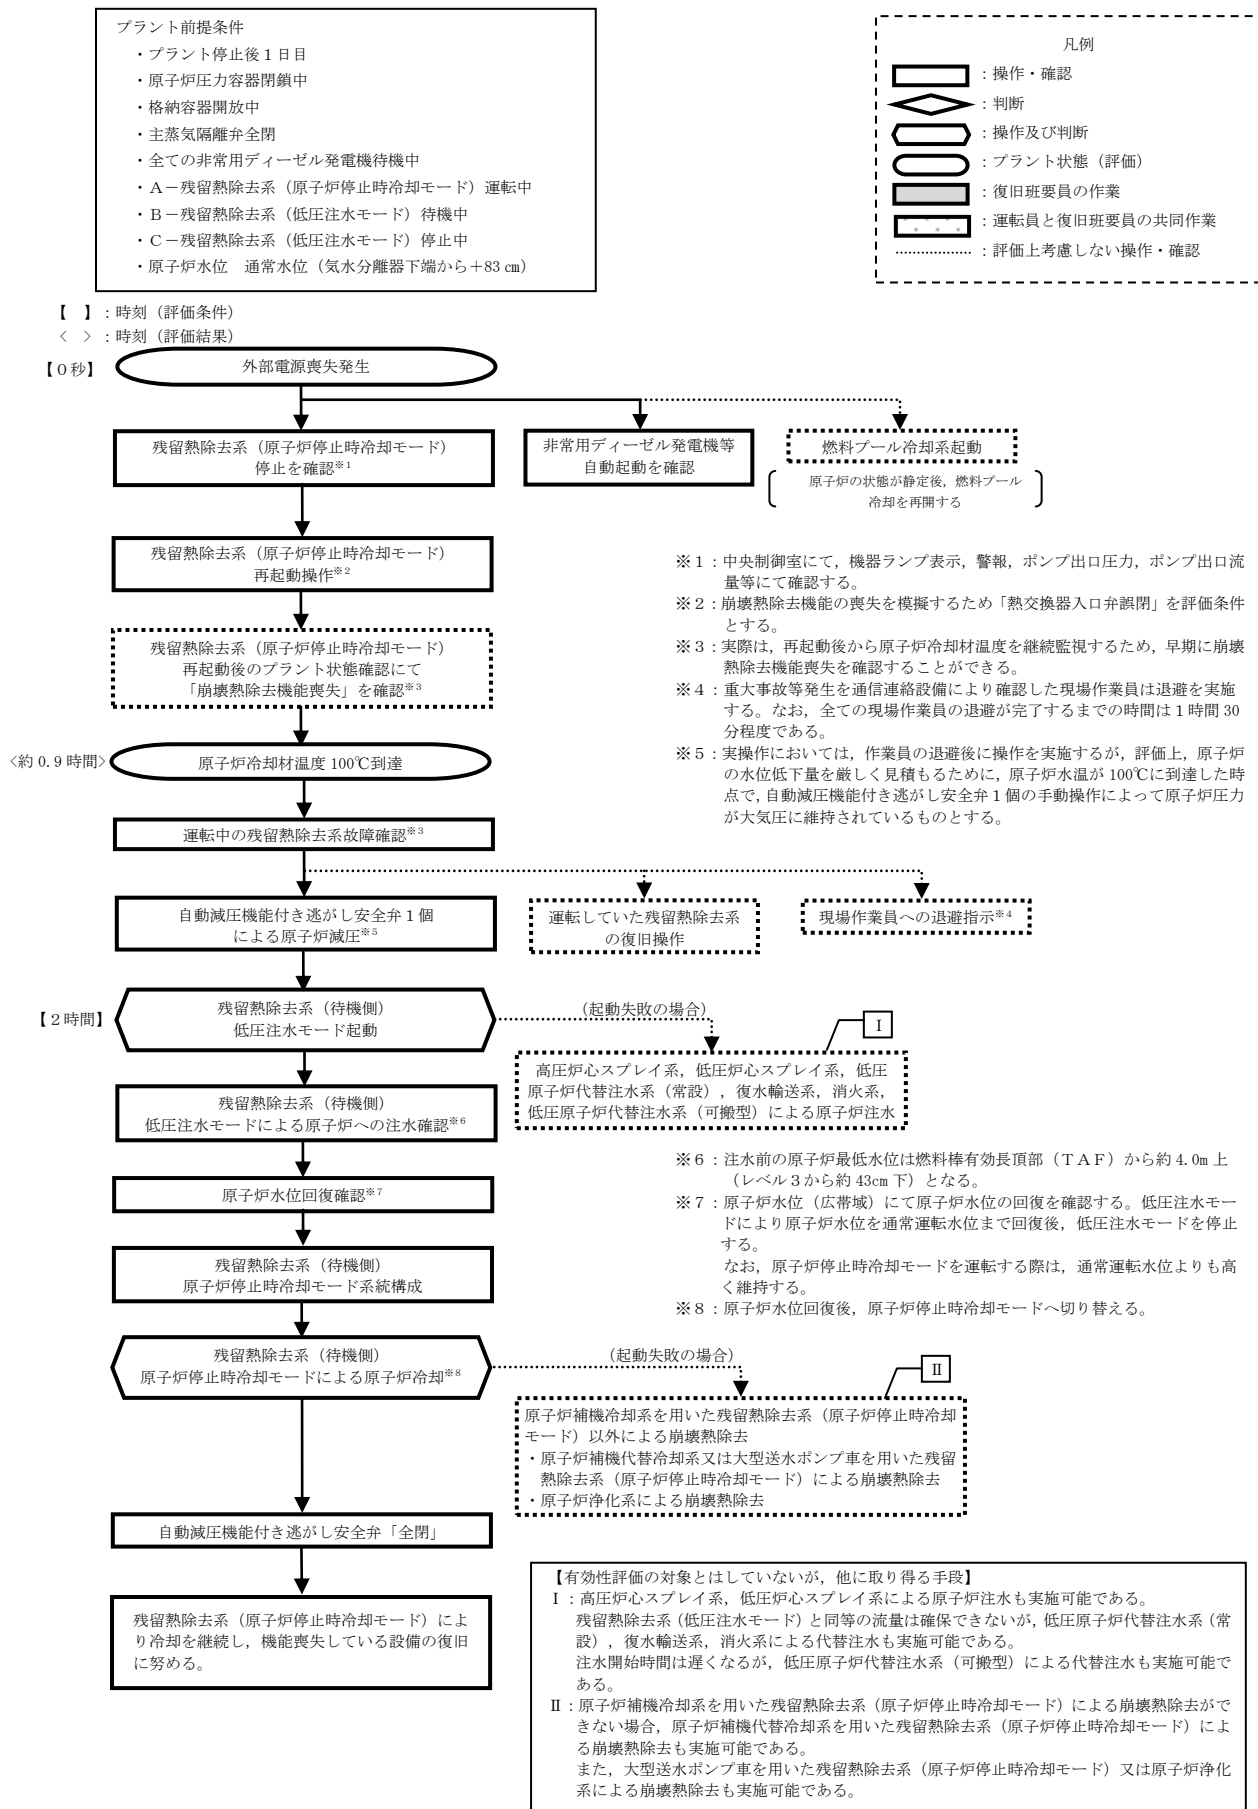 プラント前提条件
・プラント停止後１日目
・原子炉圧力容器閉鎖中
・格納容器開放中
・主蒸気隔離弁全閉
・全ての非常用ディーゼル発電機待機中
・Ａ－残留熱除去系（原子炉停止時冷却モード）運転中
・Ｂ－残留熱除去系（低圧注水モード）待機中
・Ｃ－残留熱除去系（低圧注水モード）停止中
・原子炉水位　通常水位（気水分離器下端から＋83 ㎝）
凡例
：操作・確認
：判断
：操作及び判断
：プラント状態（評価）
：復旧班要員の作業
：運転員と復旧班要員の共同作業
：評価上考慮しない操作・確認
【　】：時刻（評価条件）
〈　〉：時刻（評価結果）
【０秒】
外部電源喪失発生
残留熱除去系（原子炉停止時冷却モード）
停止を確認※1
非常用ディーゼル発電機等
自動起動を確認
燃料プール冷却系起動
原子炉の状態が静定後，燃料プール
冷却を再開する
残留熱除去系（原子炉停止時冷却モード）
再起動操作※2
残留熱除去系（原子炉停止時冷却モード）
再起動後のプラント状態確認にて
「崩壊熱除去機能喪失」を確認※3
※１：中央制御室にて，機器ランプ表示，警報，ポンプ出口圧力，ポンプ出口流
量等にて確認する。
※２：崩壊熱除去機能の喪失を模擬するため「熱交換器入口弁誤閉」を評価条件
とする。
※３：実際は，再起動後から原子炉冷却材温度を継続監視するため，早期に崩壊
熱除去機能喪失を確認することができる。
※４：重大事故等発生を通信連絡設備により確認した現場作業員は退避を実施
する。なお，全ての現場作業員の退避が完了するまでの時間は１時間 30
分程度である。
※５：実操作においては，作業員の退避後に操作を実施するが，評価上，原子炉
の水位低下量を厳しく見積もるために，原子炉水温が 100℃に到達した時
点で，自動減圧機能付き逃がし安全弁１個の手動操作によって原子炉圧力
が大気圧に維持されているものとする。
〈約 0.9 時間〉
原子炉冷却材温度 100℃到達
運転中の残留熱除去系故障確認※3
自動減圧機能付き逃がし安全弁１個
による原子炉減圧※5
運転していた残留熱除去系
の復旧操作
現場作業員への退避指示※4
【２時間】
残留熱除去系（待機側）
低圧注水モード起動
（起動失敗の場合）
Ⅰ
高圧炉心スプレイ系，低圧炉心スプレイ系，低圧
原子炉代替注水系（常設），復水輸送系，消火系，
低圧原子炉代替注水系（可搬型）による原子炉注水
残留熱除去系（待機側）
低圧注水モードによる原子炉への注水確認※6
原子炉水位回復確認※7
残留熱除去系（待機側）
原子炉停止時冷却モード系統構成
※６：注水前の原子炉最低水位は燃料棒有効長頂部（ＴＡＦ）から約 4.0m 上
（レベル３から約 43cm 下）となる。
※７：原子炉水位（広帯域）にて原子炉水位の回復を確認する。低圧注水モー
ドにより原子炉水位を通常運転水位まで回復後，低圧注水モードを停止
する。
なお，原子炉停止時冷却モードを運転する際は，通常運転水位よりも高
く維持する。
※８：原子炉水位回復後，原子炉停止時冷却モードへ切り替える。
残留熱除去系（待機側）
原子炉停止時冷却モードによる原子炉冷却※8
（起動失敗の場合）
Ⅱ
原子炉補機冷却系を用いた残留熱除去系（原子炉停止時冷却
モード）以外による崩壊熱除去
・原子炉補機代替冷却系又は大型送水ポンプ車を用いた残留
熱除去系（原子炉停止時冷却モード）による崩壊熱除去
・原子炉浄化系による崩壊熱除去
自動減圧機能付き逃がし安全弁「全閉」
残留熱除去系（原子炉停止時冷却モード）によ
り冷却を継続し，機能喪失している設備の復旧
に努める。
【有効性評価の対象とはしていないが，他に取り得る手段】
Ⅰ：高圧炉心スプレイ系，低圧炉心スプレイ系による原子炉注水も実施可能である。
残留熱除去系（低圧注水モード）と同等の流量は確保できないが，低圧原子炉代替注水系（常
設），復水輸送系，消火系による代替注水も実施可能である。
注水開始時間は遅くなるが，低圧原子炉代替注水系（可搬型）による代替注水も実施可能で
ある。
Ⅱ：原子炉補機冷却系を用いた残留熱除去系（原子炉停止時冷却モード）による崩壊熱除去がで
きない場合，原子炉補機代替冷却系を用いた残留熱除去系（原子炉停止時冷却モード）によ
る崩壊熱除去も実施可能である。
また，大型送水ポンプ車を用いた残留熱除去系（原子炉停止時冷却モード）又は原子炉浄化
系による崩壊熱除去も実施可能である。